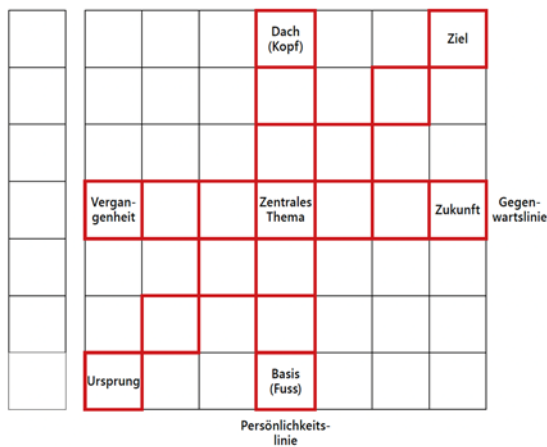 Dach
(Kopf)
Ziel
Vergan-
genheit
Zentrales
Thema
Zukunft
Gegen-
wartslinie
Ursprung
Basis
(Fuss)
Persönlichkeits-
linie